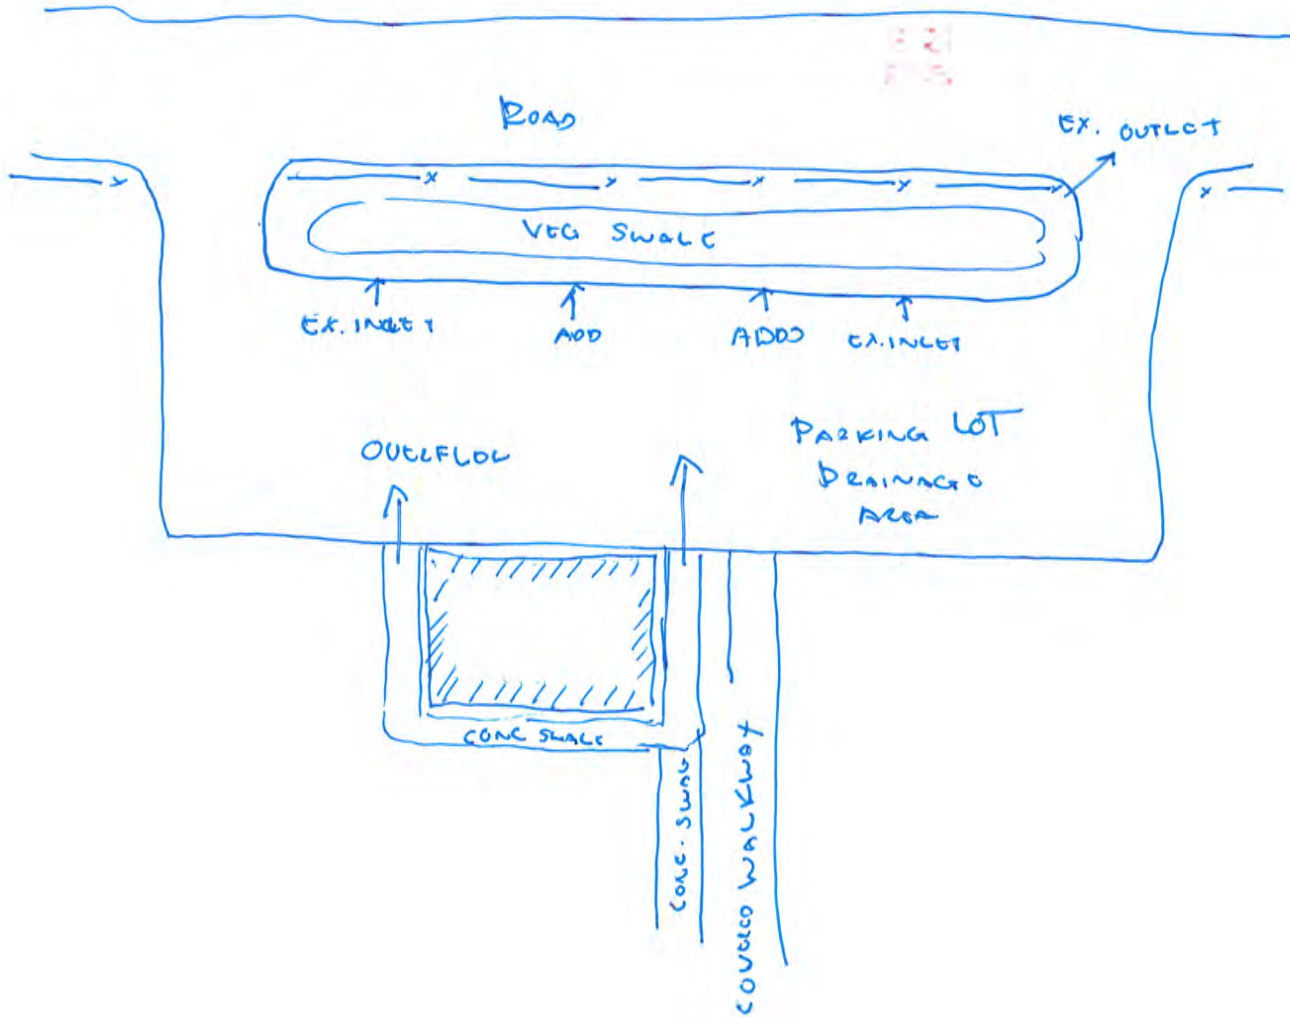 ROAD
EX. OUTLET
VEG SWALE
EX. INLET
ADD
ADD
EX. INLET
OVERFLOW
PARKING LOT
DRAINAGE
AREA
CONC SWALE
CONC. SWALE
COVERED WALKWAY